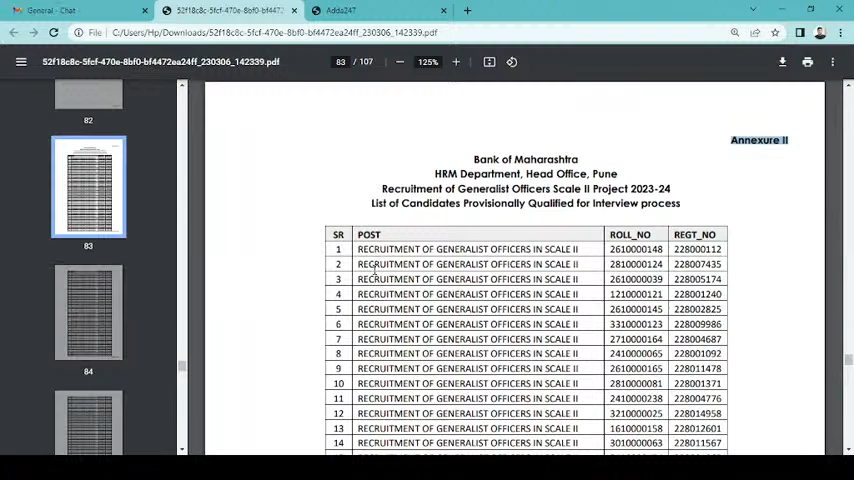 General - Chat
52f18c8c-5fcf-470e-8bf0-bf4472
Adda247
File C:/Users/Hp/Downloads/52f18c8c-5fcf-470e-8bf0-bf4472ea24ff_230306_142339.pdf
52f18c8c-5fcf-470e-8bf0-bf4472ea24ff_230306_142339.pdf 83 / 107 125%
82
83
84
Annexure II
Bank of Maharashtra
HRM Department, Head Office, Pune
Recruitment of Generalist Officers Scale II Project 2023-24
List of Candidates Provisionally Qualified for Interview process
SR POST ROLL_NO REGT_NO
1 RECRUITMENT OF GENERALIST OFFICERS IN SCALE II 2610000148 228000112
2 RECRUITMENT OF GENERALIST OFFICERS IN SCALE II 2810000124 228007435
3 RECRUITMENT OF GENERALIST OFFICERS IN SCALE II 2610000039 228005174
4 RECRUITMENT OF GENERALIST OFFICERS IN SCALE II 1210000121 228001240
5 RECRUITMENT OF GENERALIST OFFICERS IN SCALE II 2610000145 228002825
6 RECRUITMENT OF GENERALIST OFFICERS IN SCALE II 3310000123 228009986
7 RECRUITMENT OF GENERALIST OFFICERS IN SCALE II 2710000164 228004687
8 RECRUITMENT OF GENERALIST OFFICERS IN SCALE II 2410000065 228001092
9 RECRUITMENT OF GENERALIST OFFICERS IN SCALE II 2610000165 228011478
10 RECRUITMENT OF GENERALIST OFFICERS IN SCALE II 2810000081 228001371
11 RECRUITMENT OF GENERALIST OFFICERS IN SCALE II 2410000238 228004776
12 RECRUITMENT OF GENERALIST OFFICERS IN SCALE II 3210000025 228014958
13 RECRUITMENT OF GENERALIST OFFICERS IN SCALE II 1610000158 228012601
14 RECRUITMENT OF GENERALIST OFFICERS IN SCALE II 3010000063 228011567